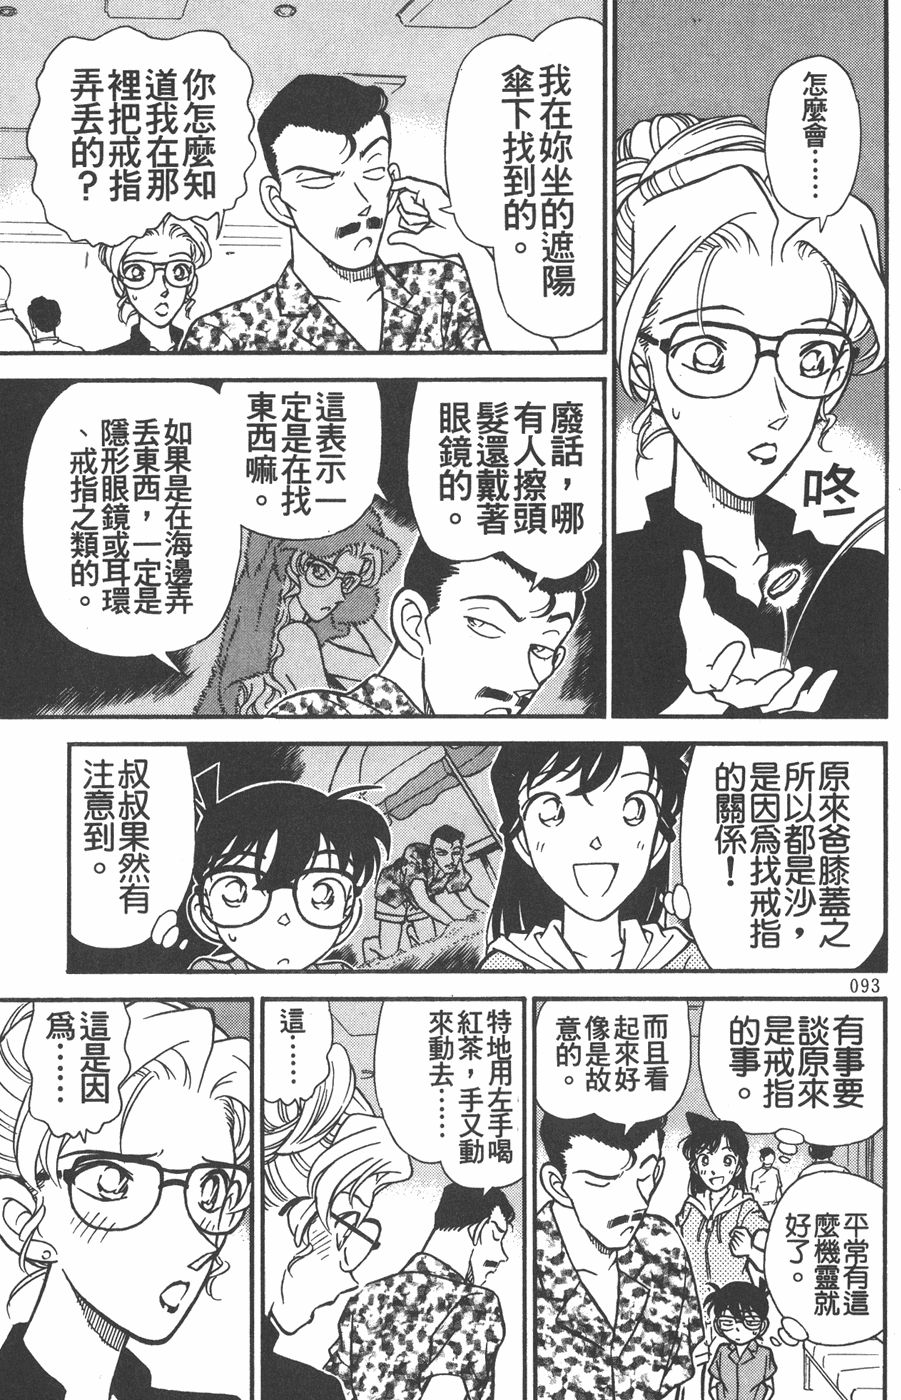 怎麼會⋯⋯
咚
我在妳坐的遮陽
傘下找到的。
你怎麼知
道我在那
裡把戒指
弄丟的？
廢話，哪
有人擦頭
髮還戴著
眼鏡的。
這表示一
定是在找
東西嘛。
如果是在海邊弄
丟東西，一定是
隱形眼鏡或耳環
、戒指之類的。
原來爸膝蓋之
所以都是沙，
是因為找戒指
的關係！
叔叔果然有
注意到。
093
有事要
談原來
是戒指
的事。
平常有這
麼機靈就
好了。
而且看
起來好
像是故
意的。
特地用左手喝
紅茶，手又動
來動去⋯⋯
這⋯⋯
這是因
為⋯⋯